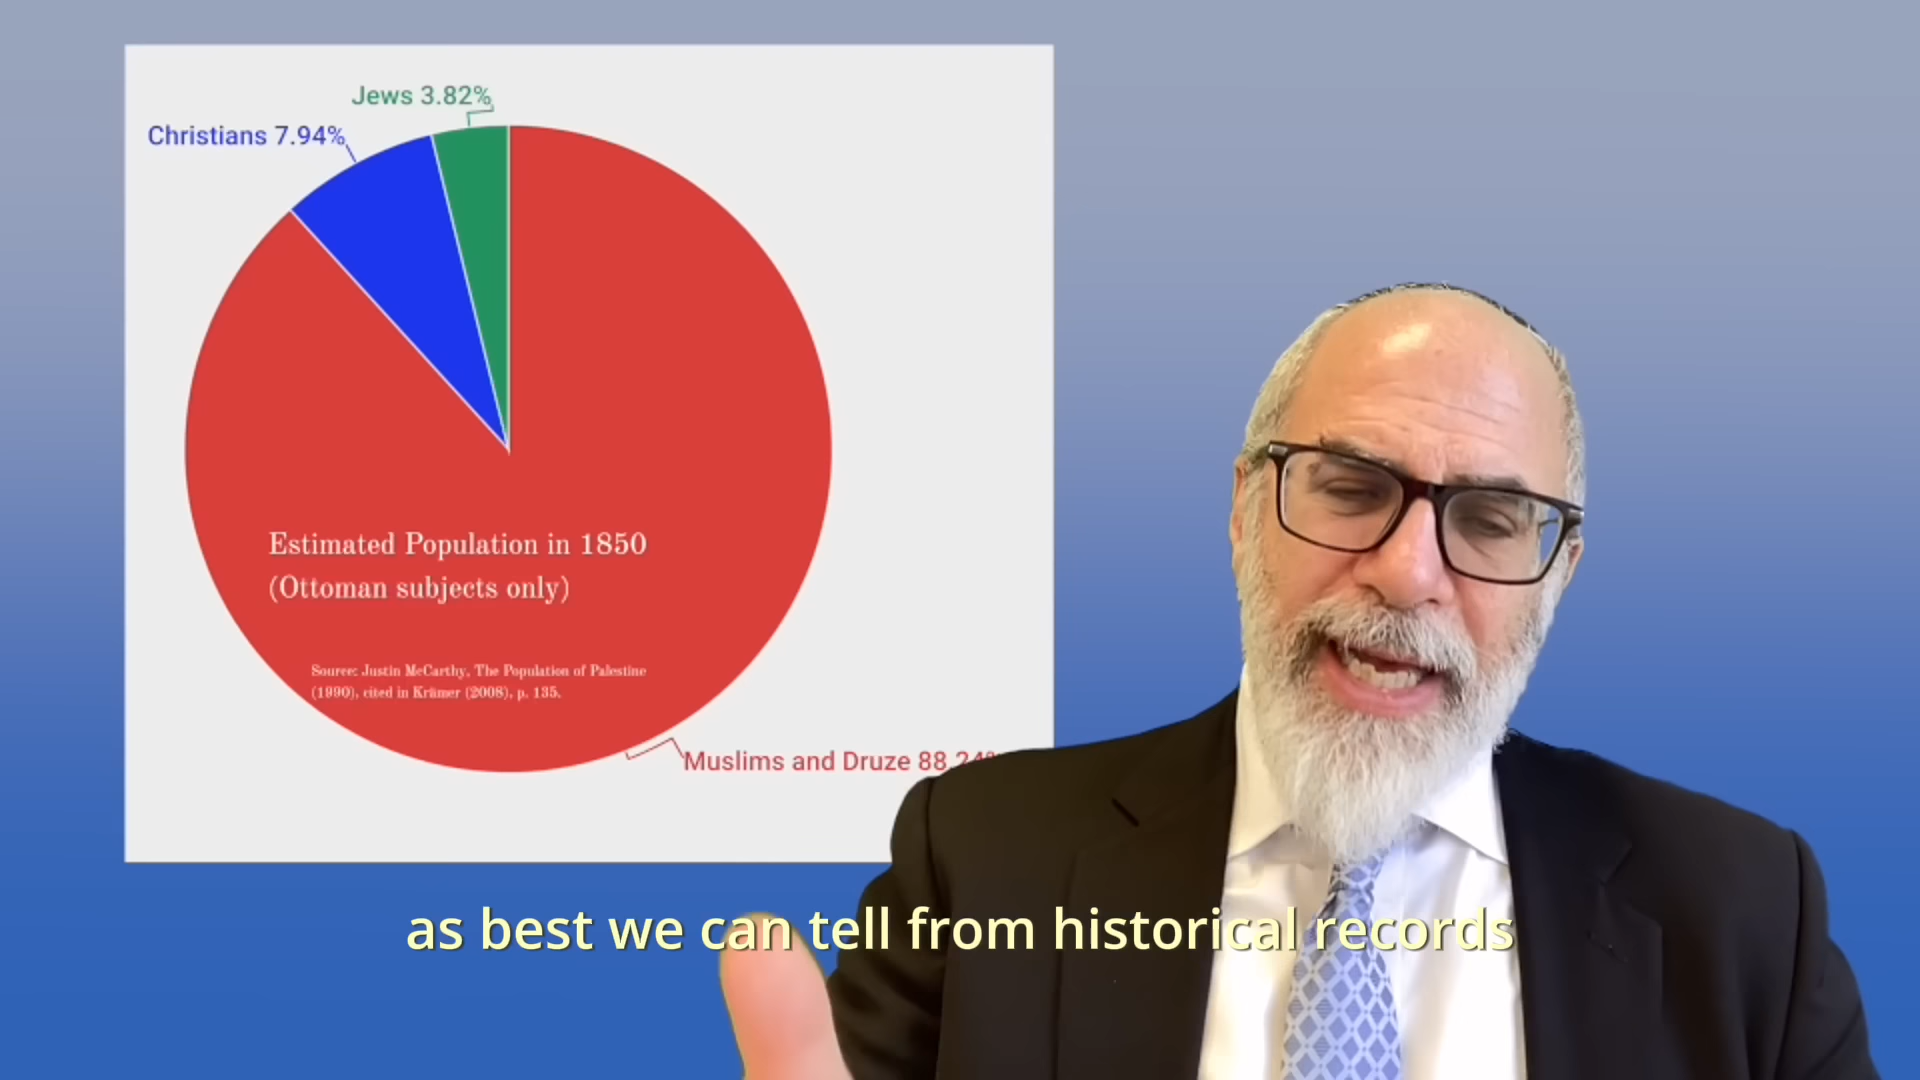 Jews 3.82%
Christians 7.94%
Estimated Population in 1850
(Ottoman subjects only)
Source: Justin McCarthy, The Population of Palestine
(1990), cited in Krämer (2008), p. 135.
Muslims and Druze 88.24%
as best we can tell from historical records